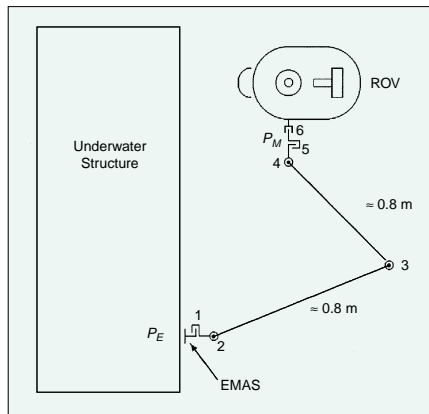 ROV
6
P_M
5
4
Underwater
Structure
≈ 0.8 m
3
≈ 0.8 m
1
P_E
2
EMAS